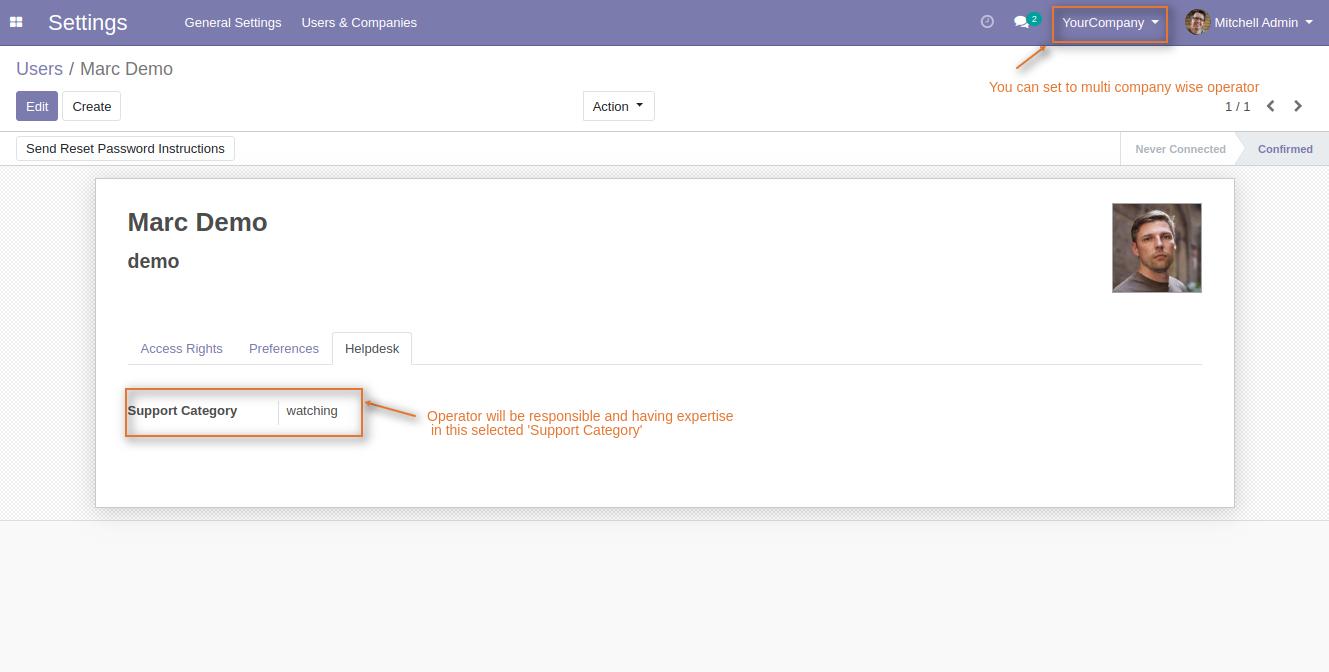 Settings General Settings Users & Companies 2 YourCompany Mitchell Admin
Users / Marc Demo
You can set to multi company wise operator
Edit Create Action 1 / 1
Send Reset Password Instructions Never Connected Confirmed
Marc Demo
demo
Access Rights Preferences Helpdesk
Support Category watching
Operator will be responsible and having expertise
in this selected 'Support Category'